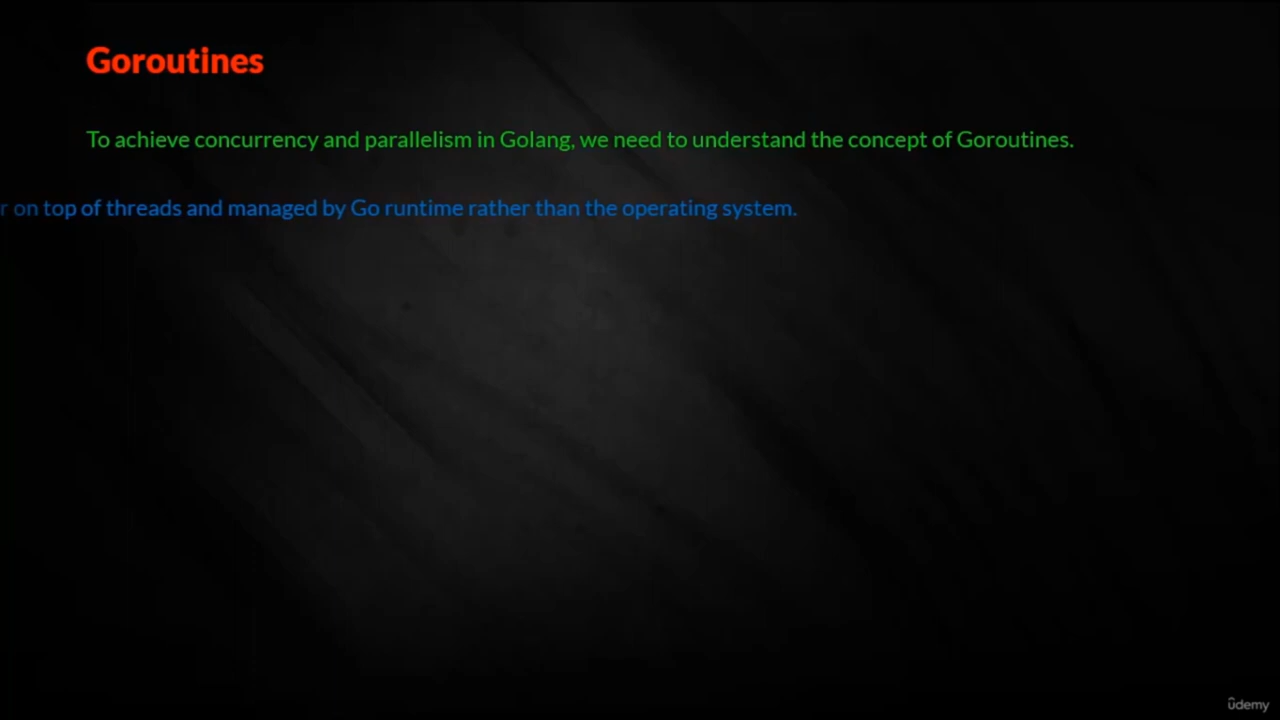 Goroutines
To achieve concurrency and parallelism in Golang, we need to understand the concept of Goroutines.
r on top of threads and managed by Go runtime rather than the operating system.
ûdemy